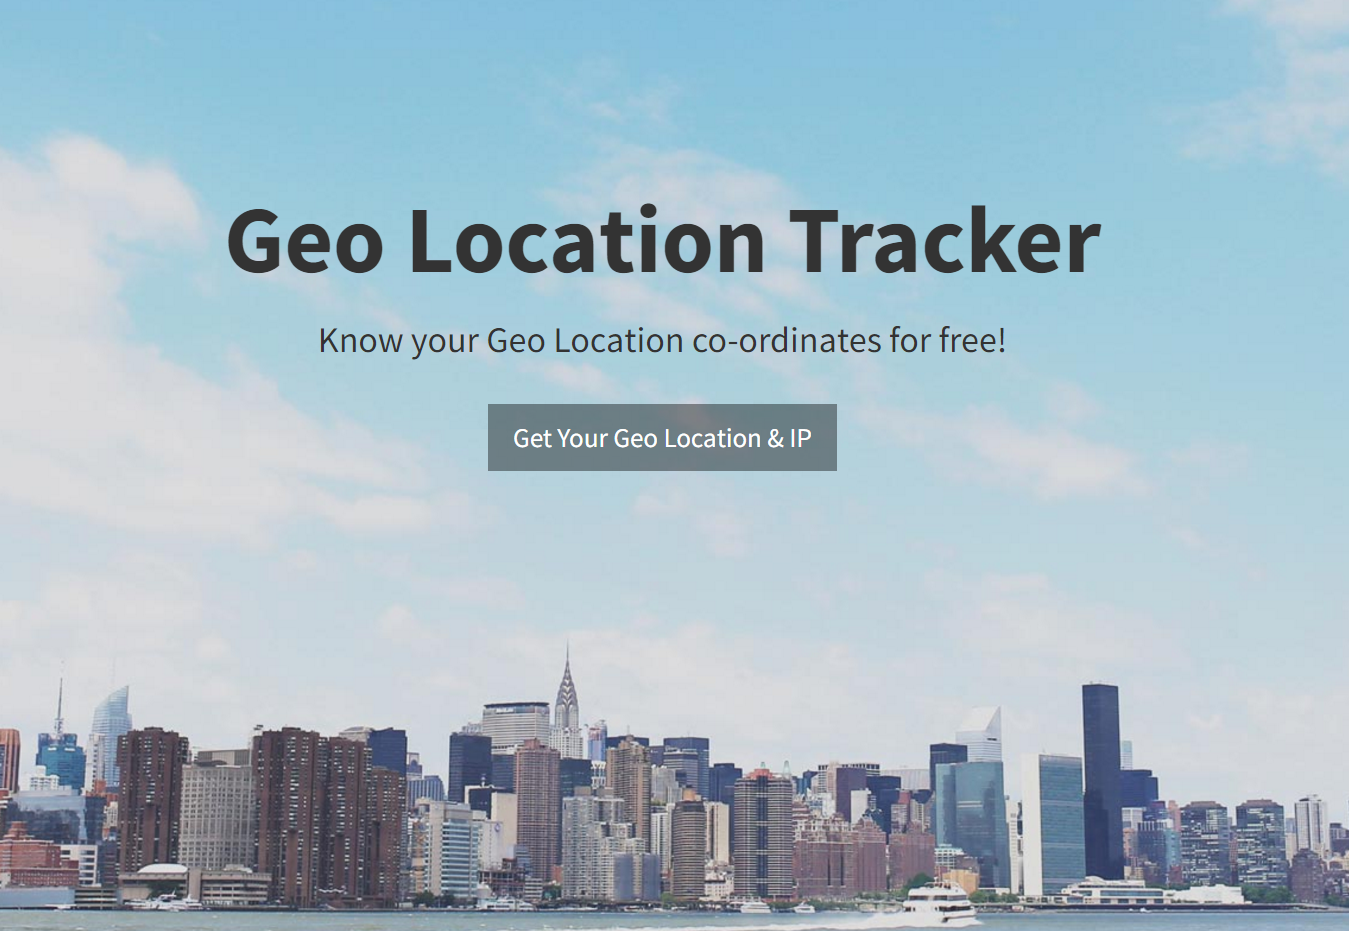 Geo Location Tracker
Know your Geo Location co-ordinates for free!
Get Your Geo Location & IP